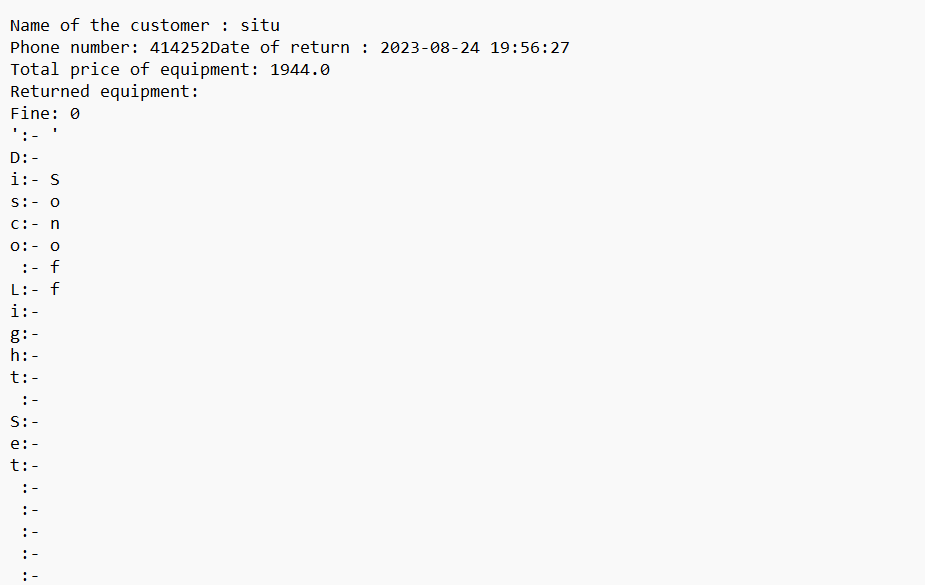 Name of the customer : situ
Phone number: 414252Date of return : 2023-08-24 19:56:27
Total price of equipment: 1944.0
Returned equipment:
Fine: 0
':- '
D:-
i:- S
s:- o
c:- n
o:- o
 :- f
L:- f
i:-
g:-
h:-
t:-
 :-
S:-
e:-
t:-
 :-
 :-
 :-
 :-
 :-